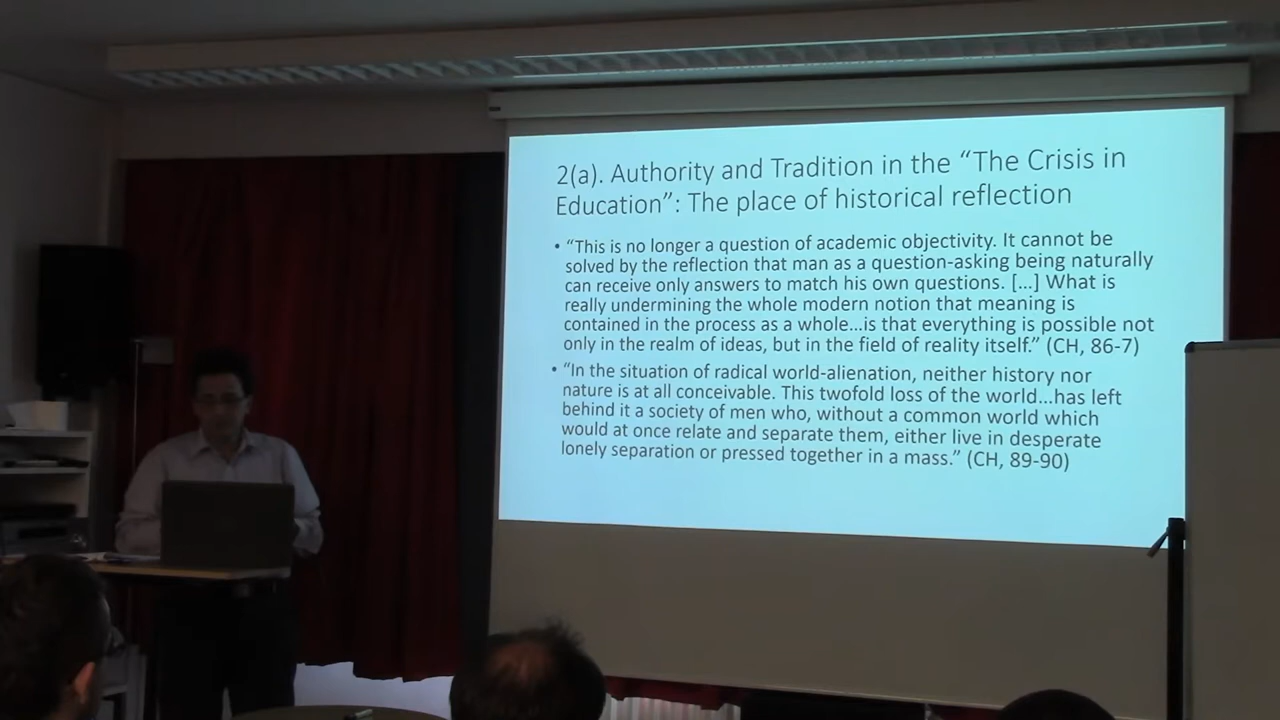 2(a). Authority and Tradition in the “The Crisis in
Education”: The place of historical reflection
• “This is no longer a question of academic objectivity. It cannot be
solved by the reflection that man as a question-asking being naturally
can receive only answers to match his own questions. […] What is
really undermining the whole modern notion that meaning is
contained in the process as a whole…is that everything is possible not
only in the realm of ideas, but in the field of reality itself.” (CH, 86-7)
• “In the situation of radical world-alienation, neither history nor
nature is at all conceivable. This twofold loss of the world…has left
behind it a society of men who, without a common world which
would at once relate and separate them, either live in desperate
lonely separation or pressed together in a mass.” (CH, 89-90)